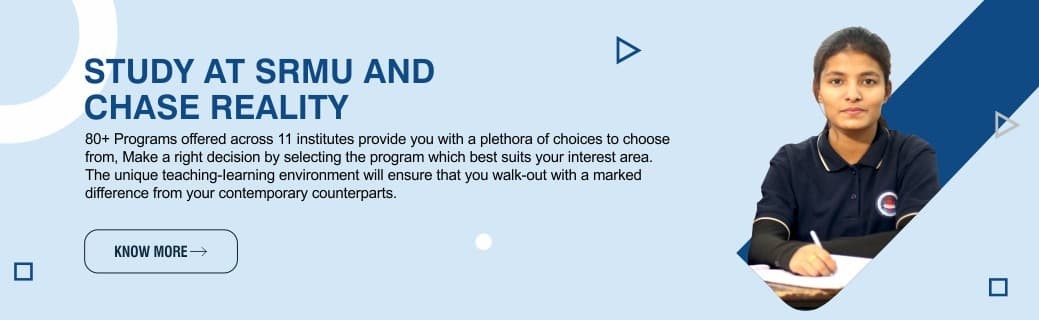 STUDY AT SRMU AND
CHASE REALITY
80+ Programs offered across 11 institutes provide you with a plethora of choices to choose
from, Make a right decision by selecting the program which best suits your interest area.
The unique teaching-learning environment will ensure that you walk-out with a marked
difference from your contemporary counterparts.
KNOW MORE→